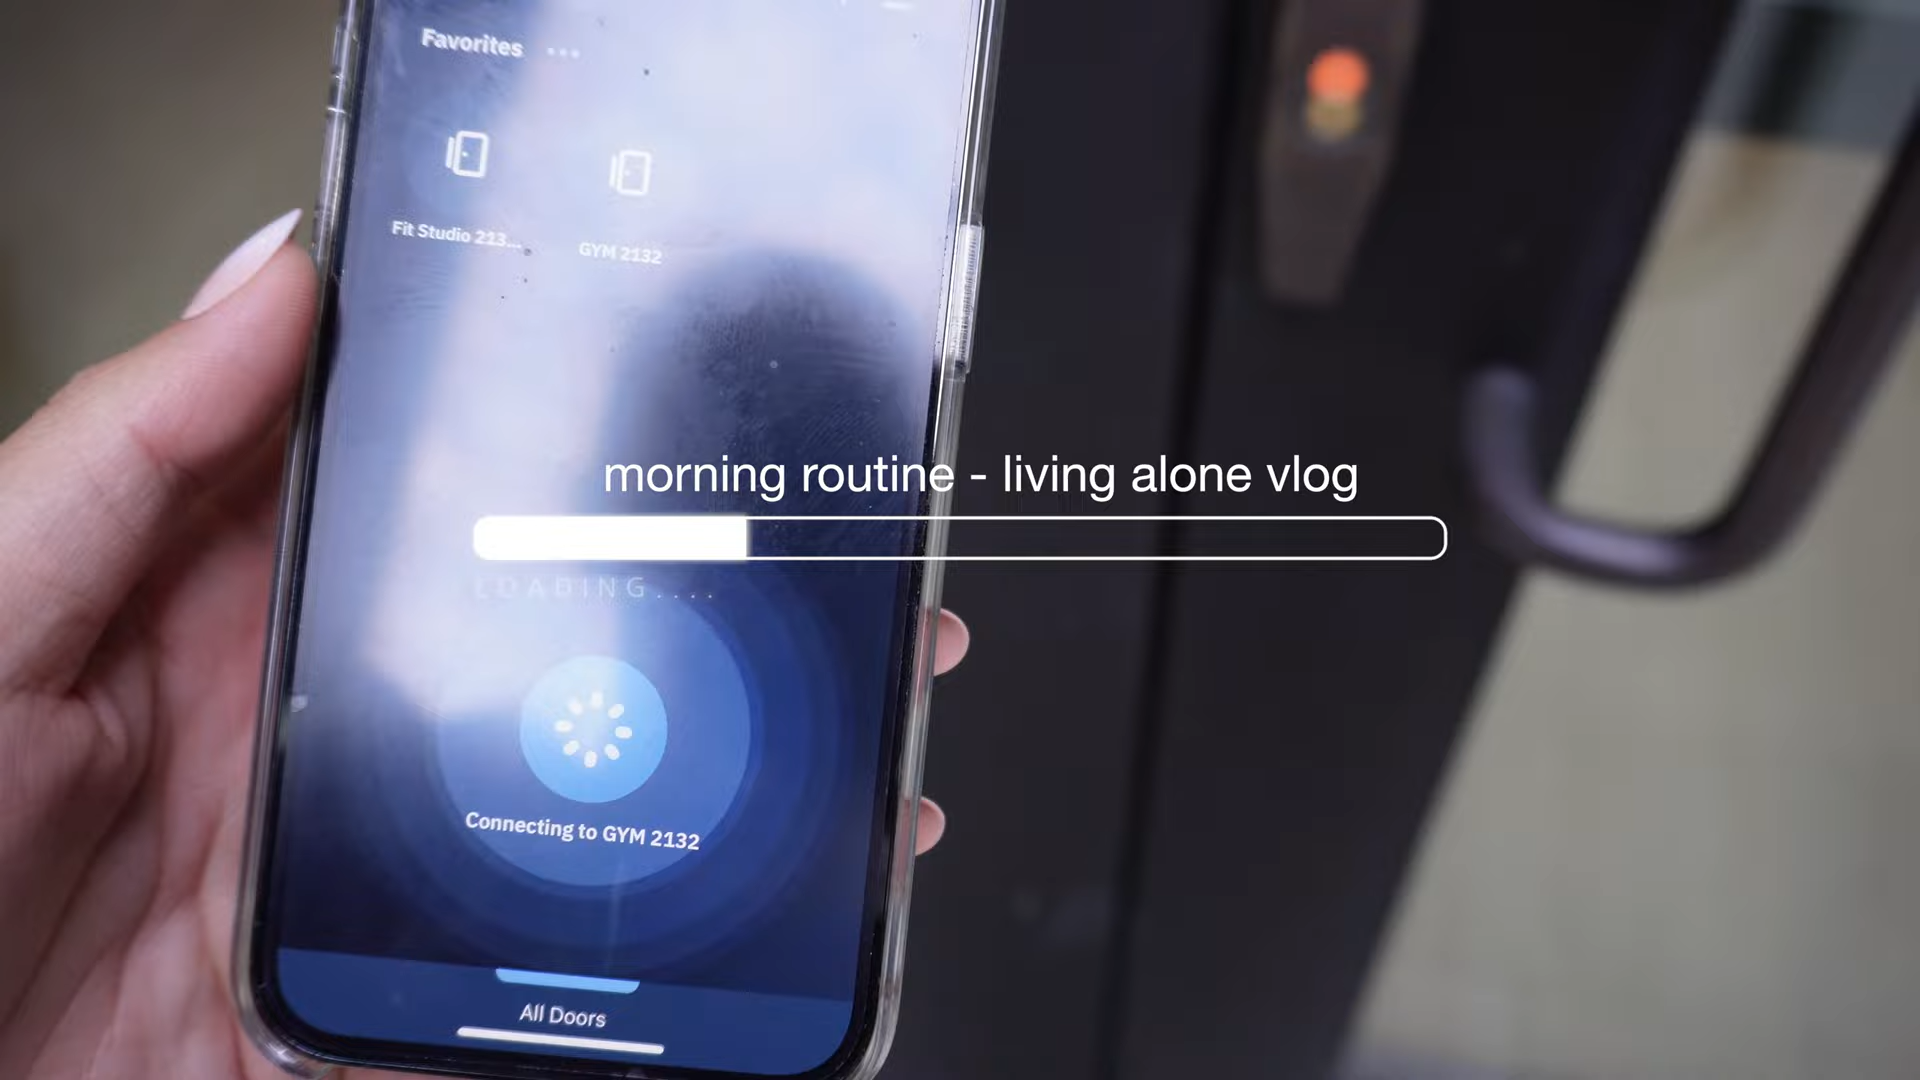 Favorites ...
Fit Studio 213...
GYM 2132
morning routine - living alone vlog
LOADING....
Connecting to GYM 2132
All Doors